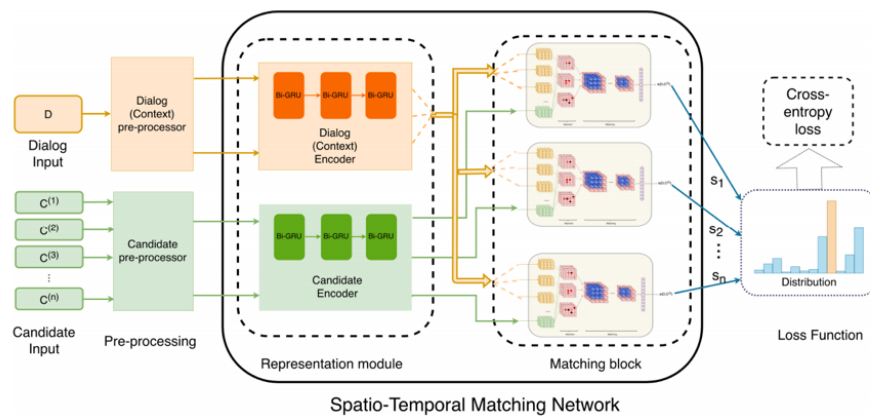 D
Dialog
Input
Dialog
(Context)
pre-processor
Bi-GRU
Bi-GRU
Bi-GRU
Dialog
(Context)
Encoder
C(1)
C(2)
C(3)
⋮
C(n)
Candidate
Input
Candidate
pre-processor
Pre-processing
Bi-GRU
Bi-GRU
Bi-GRU
Candidate
Encoder
Representation module
Matching block
Spatio-Temporal Matching Network
S1
S2
⋮
Sn
Cross-
entropy
loss
Distribution
Loss Function